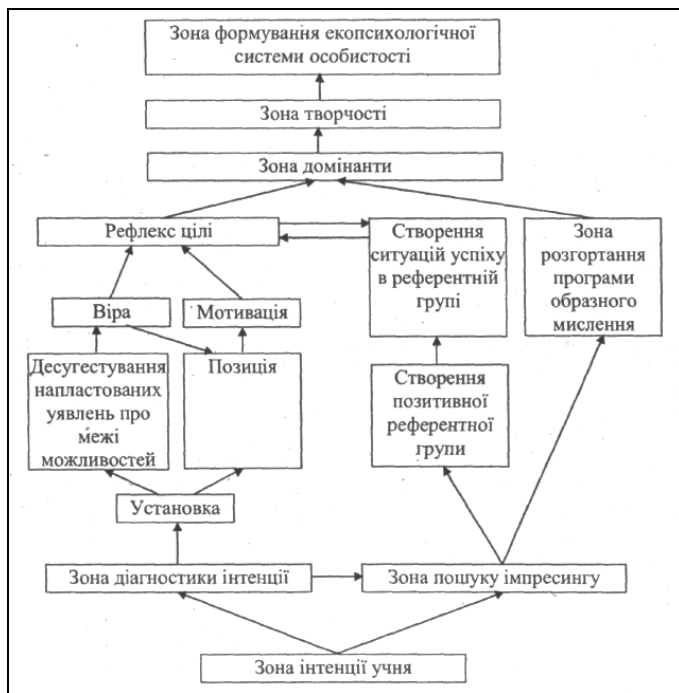 Зона формування екопсихологічної
системи особистості
Зона творчості
Зона домінанти
Рефлекс цілі
Створення
ситуацій успіху
в референтній
групі
Зона
розгортання
програми
образного
мислення
Віра
Мотивація
Десугестування
напластованих
уявлень про
межі
можливостей
Позиція
Створення
позитивної
референтної
групи
Установка
Зона діагностики інтенції
Зона пошуку імпресингу
Зона інтенції учня